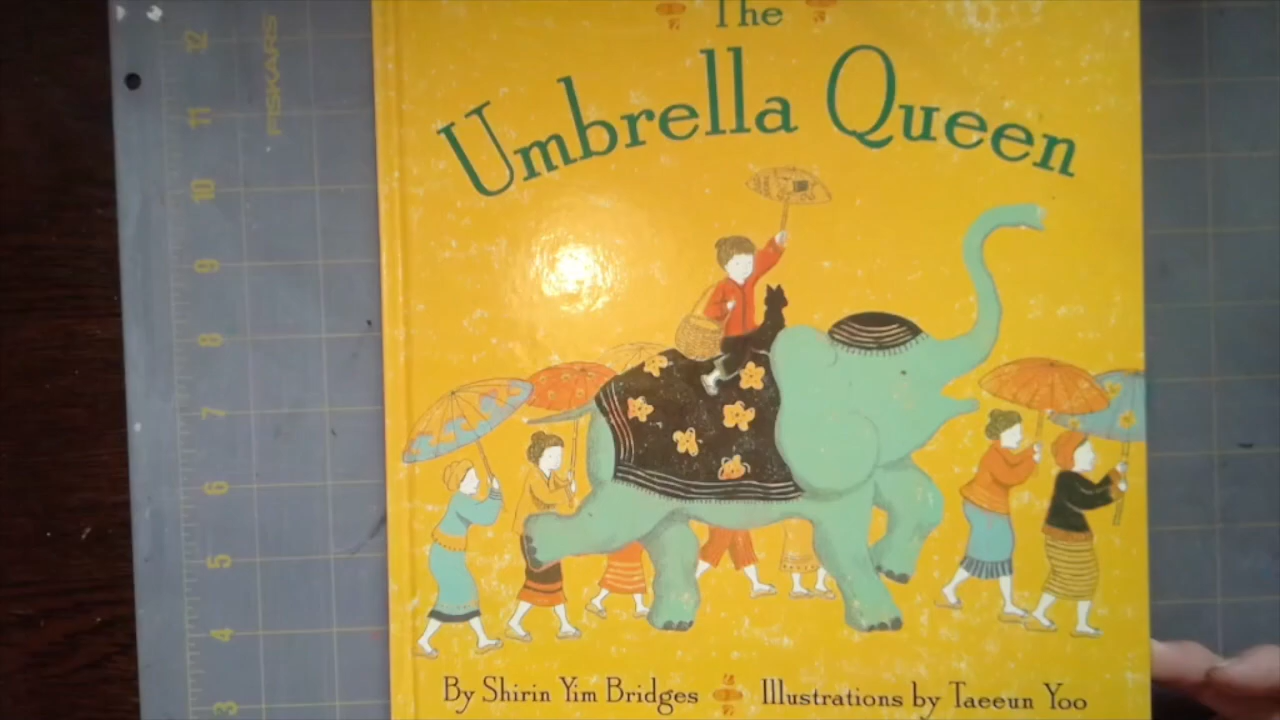 The
Umbrella Queen
By Shirin Yim Bridges Illustrations by Taeeun Yoo
FISKARS
12
11
10
9
8
7
6
5
4
3